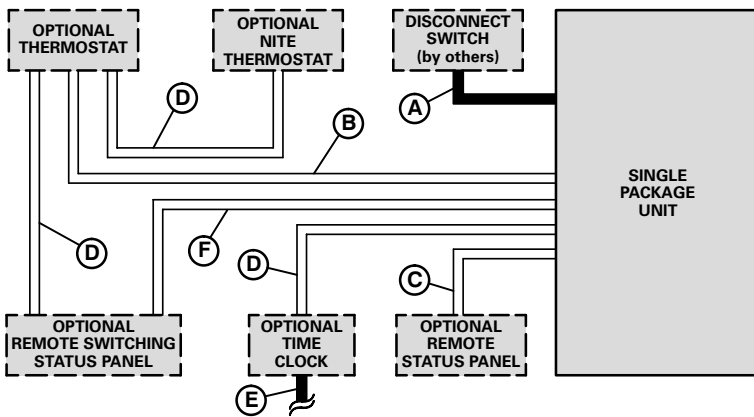 OPTIONAL
THERMOSTAT
OPTIONAL
NITE
THERMOSTAT
DISCONNECT
SWITCH
(by others)
A
D
B
SINGLE
PACKAGE
UNIT
D
F
D
C
OPTIONAL
REMOTE SWITCHING
STATUS PANEL
OPTIONAL
TIME
CLOCK
OPTIONAL
REMOTE
STATUS PANEL
E